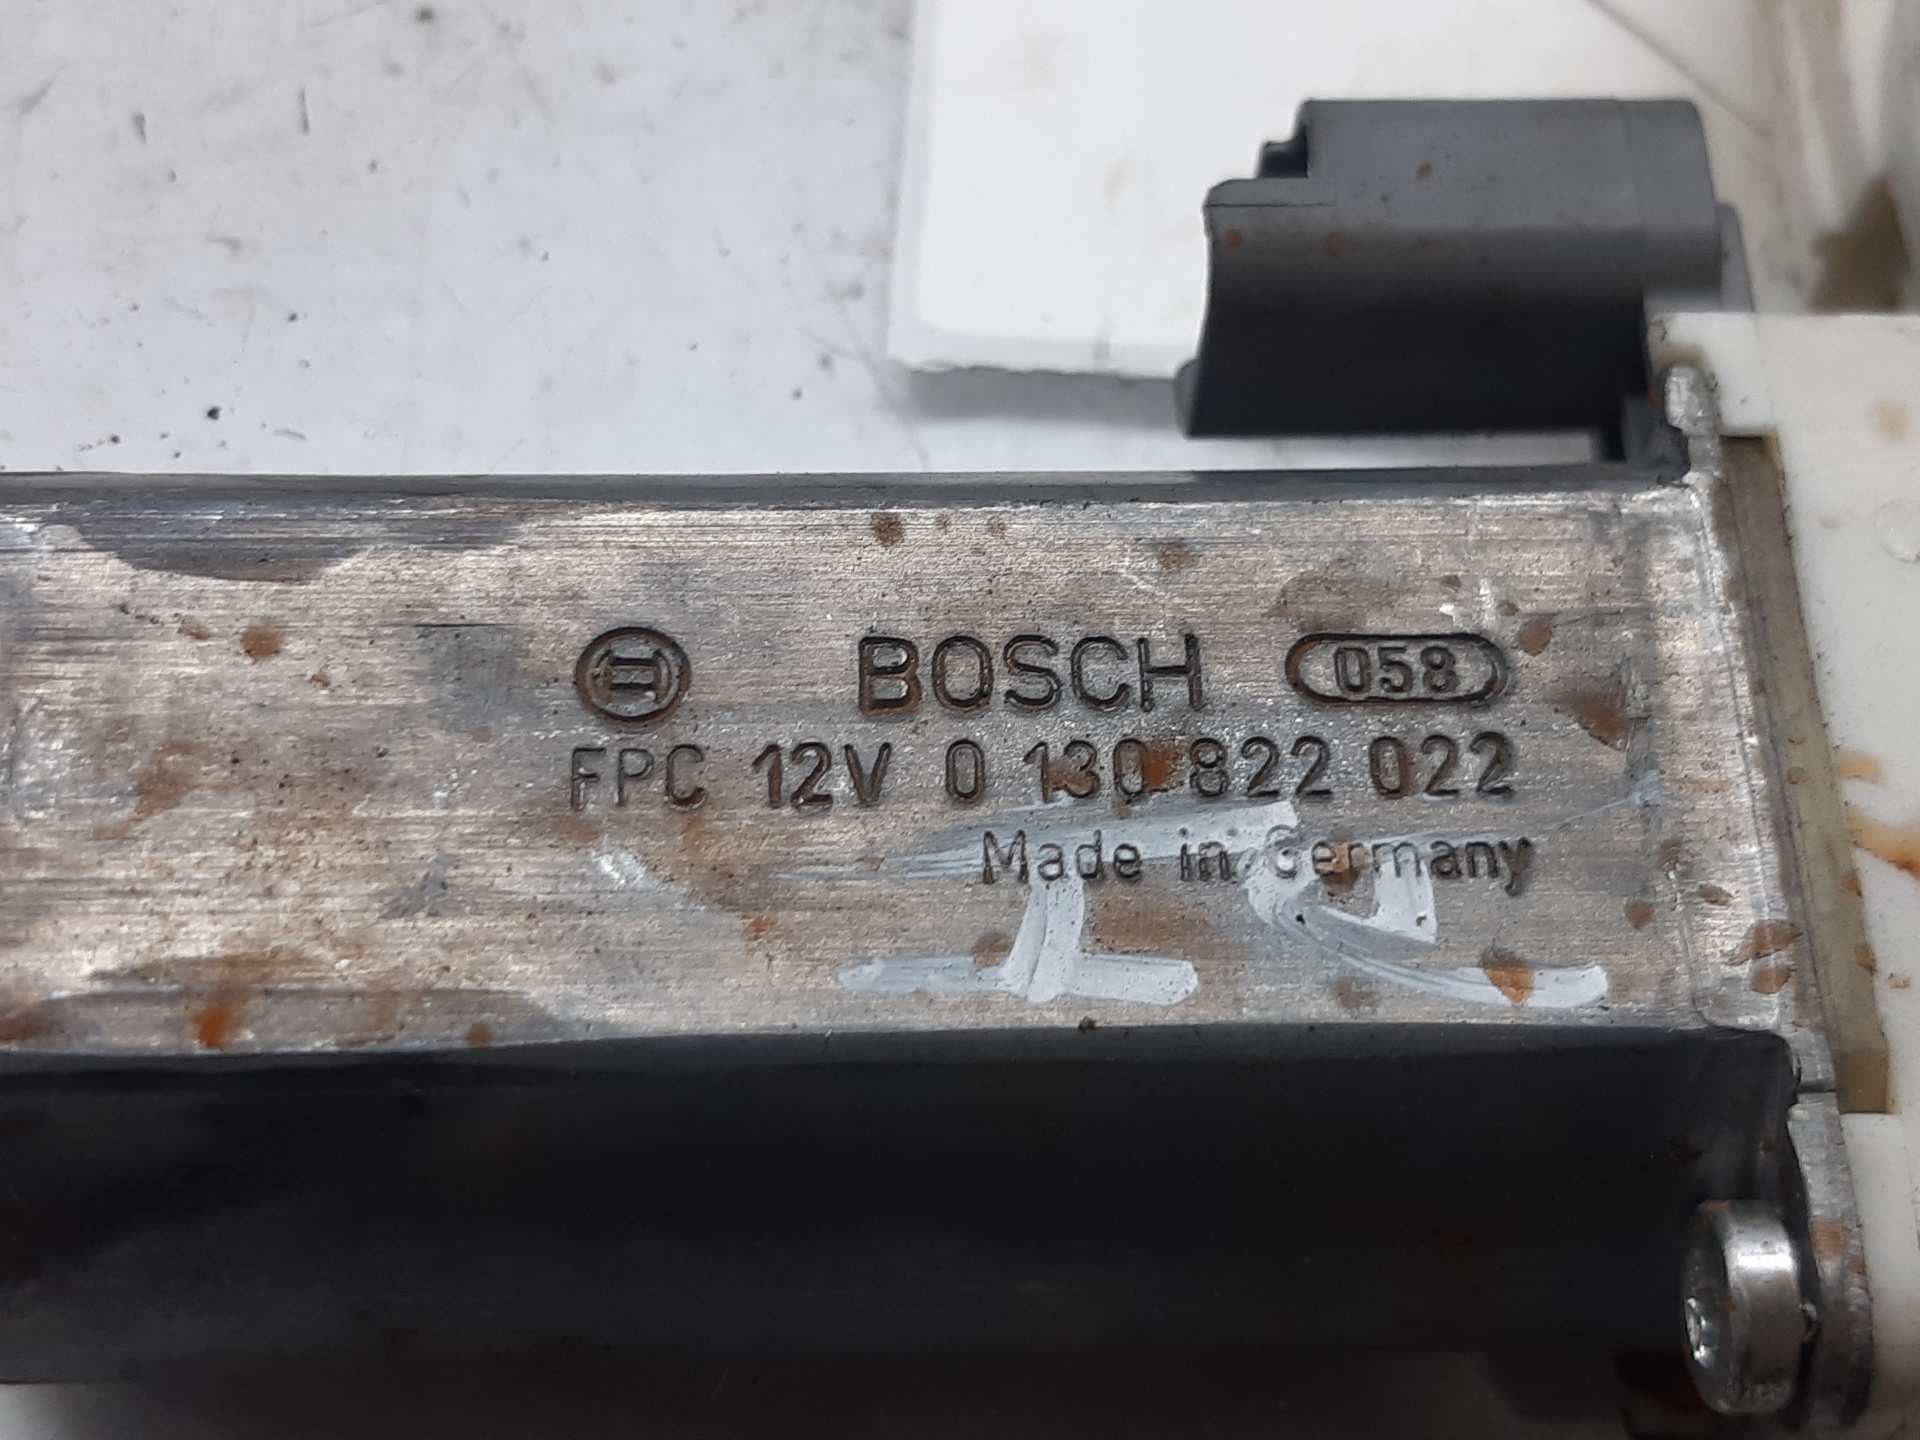 BOSCH 058
FPC 12V 0 130 822 022
Made in Germany